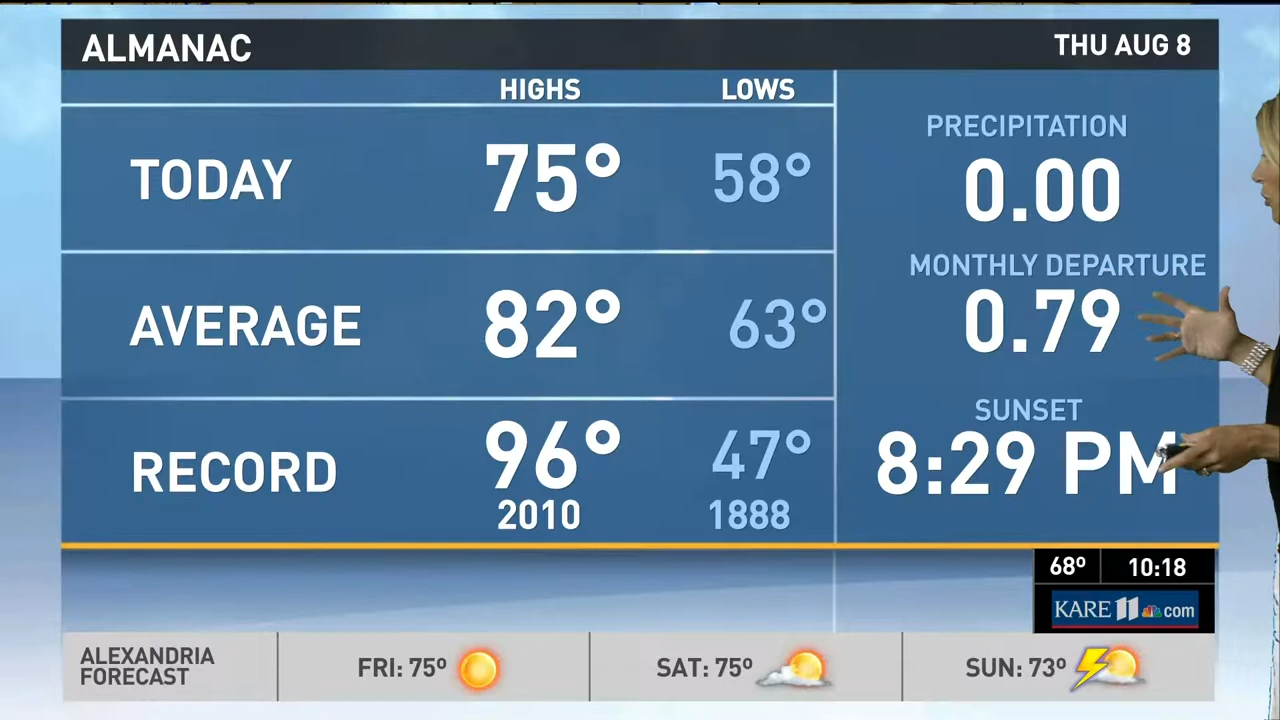 ALMANAC THU AUG 8
HIGHS LOWS
TODAY 75° 58°
AVERAGE 82° 63°
RECORD 96° 47°
2010 1888
PRECIPITATION
0.00
MONTHLY DEPARTURE
0.79
SUNSET
8:29 PM
68° 10:18
KARE 11 com
ALEXANDRIA
FORECAST
FRI: 75° SAT: 75° SUN: 73°